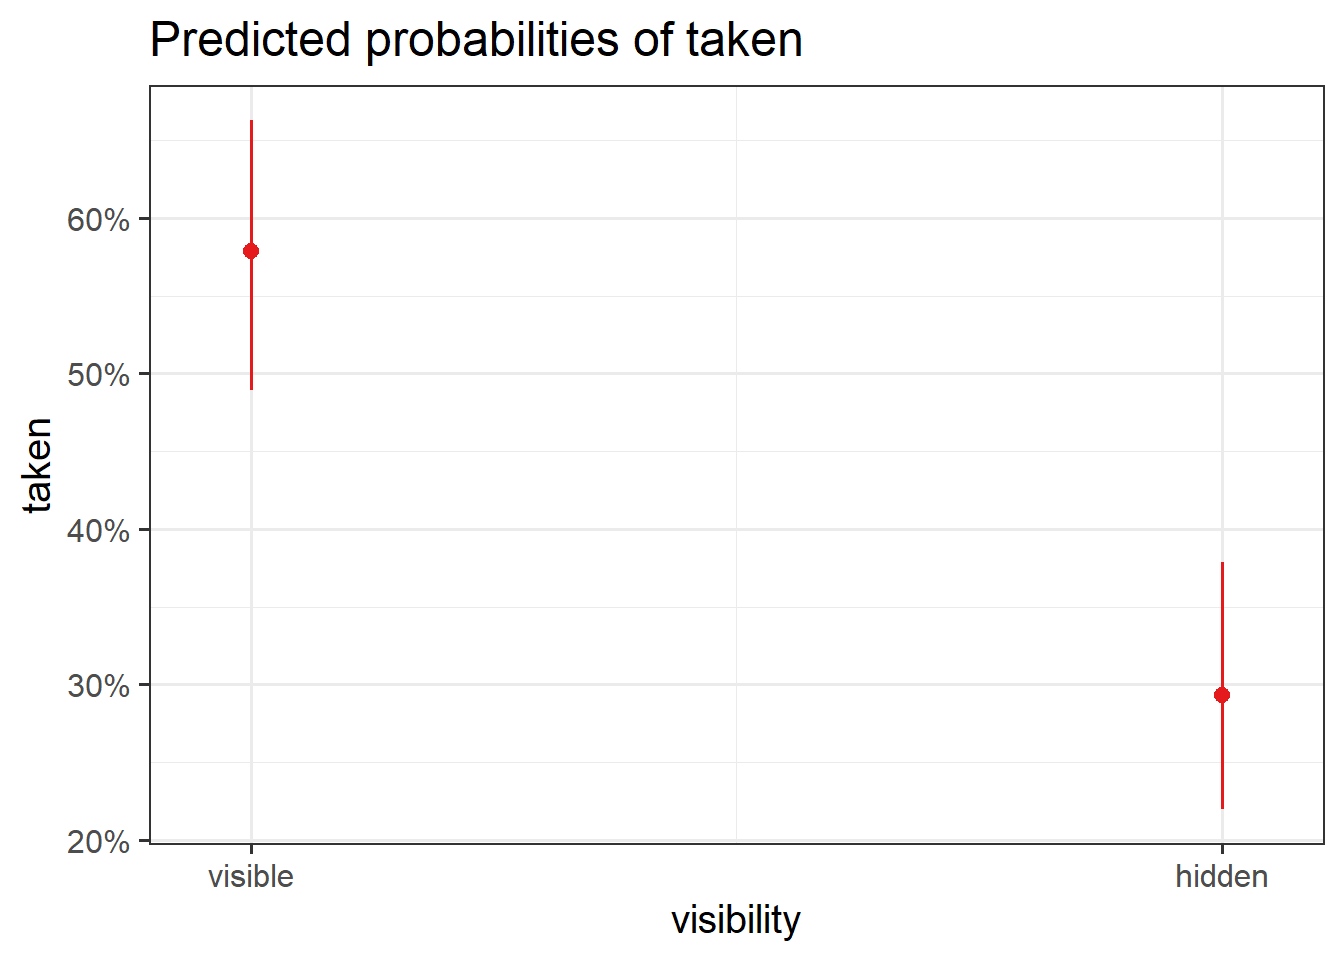 Predicted probabilities of taken
60%
50%
40%
30%
20%
taken
visible
hidden
visibility